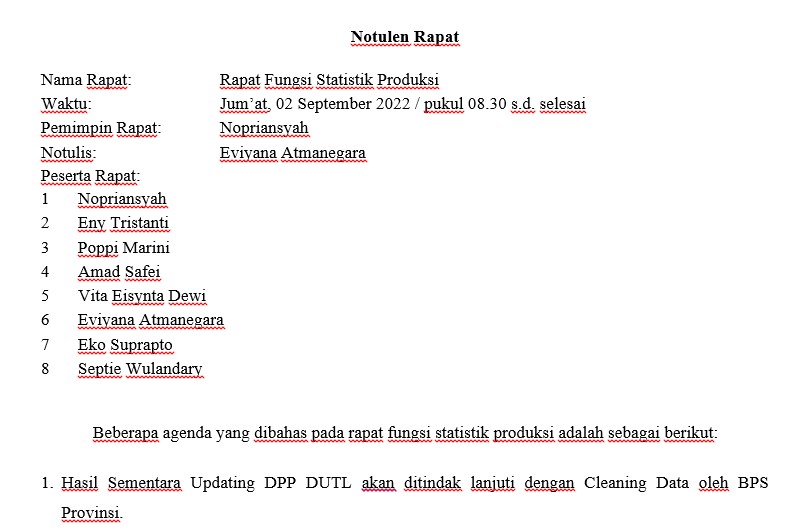 Notulen Rapat
Nama Rapat: Rapat Fungsi Statistik Produksi
Waktu: Jum’at, 02 September 2022 / pukul 08.30 s.d. selesai
Pemimpin Rapat: Nopriansyah
Notulis: Eviyana Atmanegara
Peserta Rapat:
1 Nopriansyah
2 Eny Tristanti
3 Poppi Marini
4 Amad Safei
5 Vita Eisynta Dewi
6 Eviyana Atmanegara
7 Eko Suprapto
8 Septie Wulandary
Beberapa agenda yang dibahas pada rapat fungsi statistik produksi adalah sebagai berikut:
1. Hasil Sementara Updating DPP DUTL akan ditindak lanjuti dengan Cleaning Data oleh BPS
Provinsi.